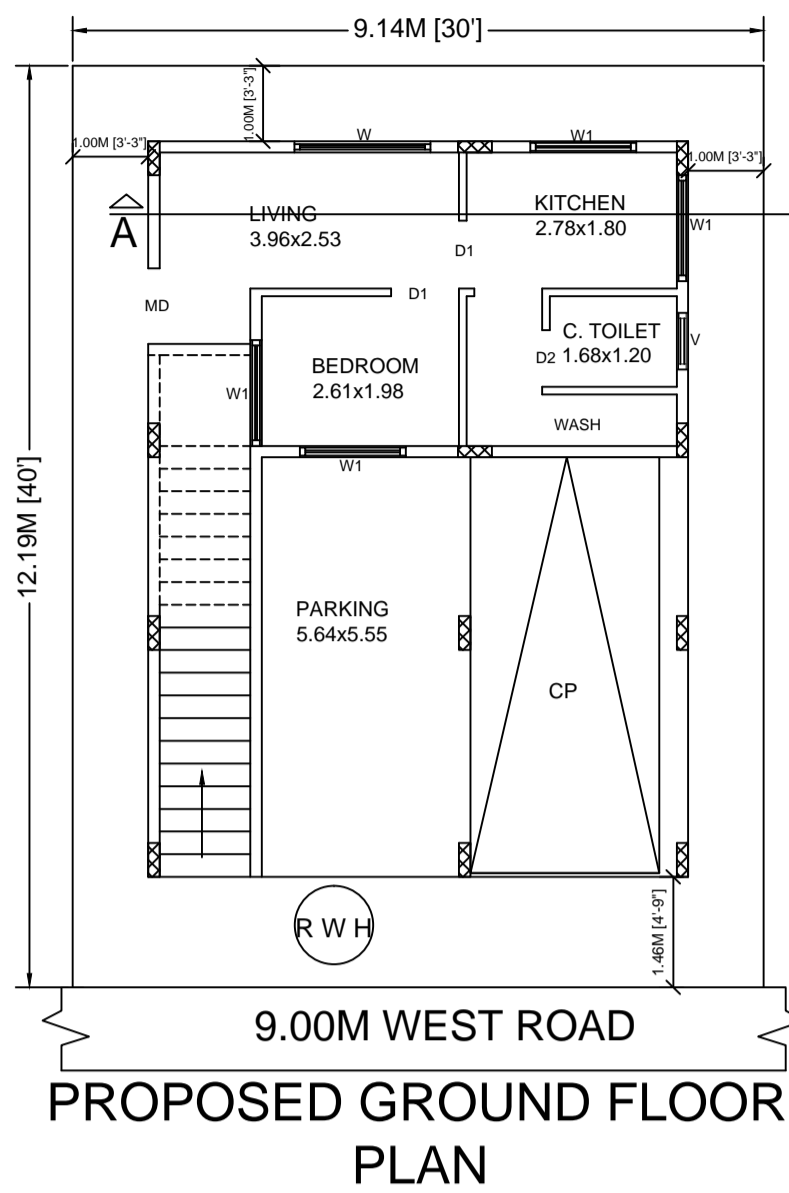 9.14M [30']
1.00M [3'-3"]
1.00M [3'-3"]
W
W1
1.00M [3'-3"]
KITCHEN
2.78x1.80
LIVING
3.96x2.53
A
W1
D1
D1
MD
C. TOILET
1.68x1.20
D2
V
BEDROOM
2.61x1.98
W1
WASH
W1
12.19M [40']
PARKING
5.64x5.55
CP
R W H
1.46M [4'-9"]
9.00M WEST ROAD
PROPOSED GROUND FLOOR
PLAN